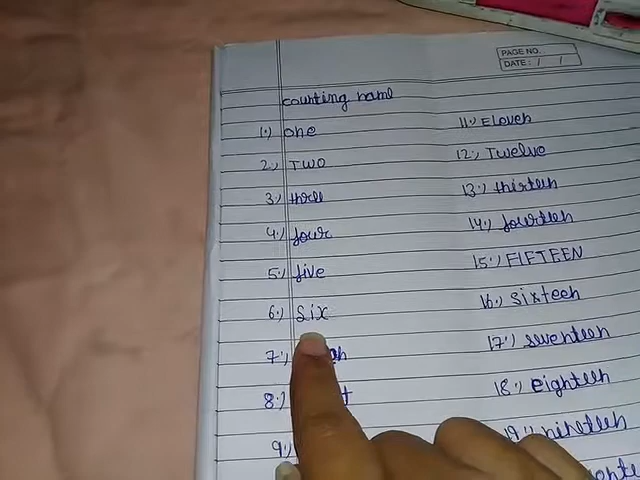 PAGE NO.
DATE: / /
counting name
1.) one
2.) Two
3.) three
4.) four
5.) five
6.) six
7.)
8.)
9.)
11.) Eleven
12.) Twelve
13.) thirteen
14.) fourteen
15.) FIFTEEN
16.) sixteen
17.) seventeen
18.) eighteen
19.) nineteen